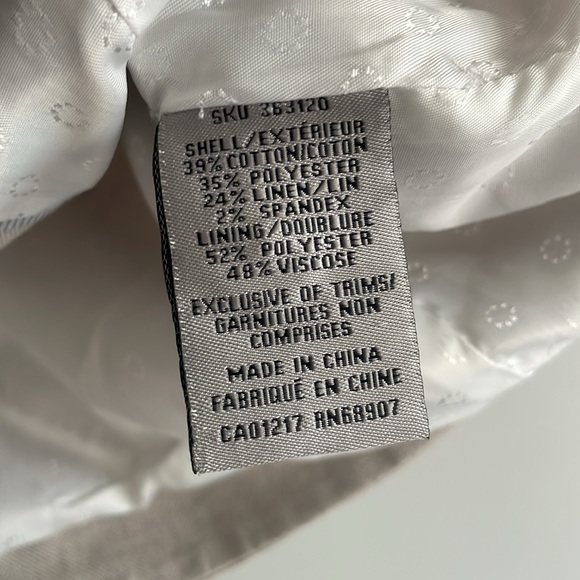 SKU 363120
SHELL/EXTÉRIEUR
39% COTTON/COTON
35% POLYESTER
24% LINEN/LIN
2% SPANDEX
LINING/DOUBLURE
52% POLYESTER
48% VISCOSE
EXCLUSIVE OF TRIMS/
GARNITURES NON
COMPRISES
MADE IN CHINA
FABRIQUÉ EN CHINE
CA01217 RN68907